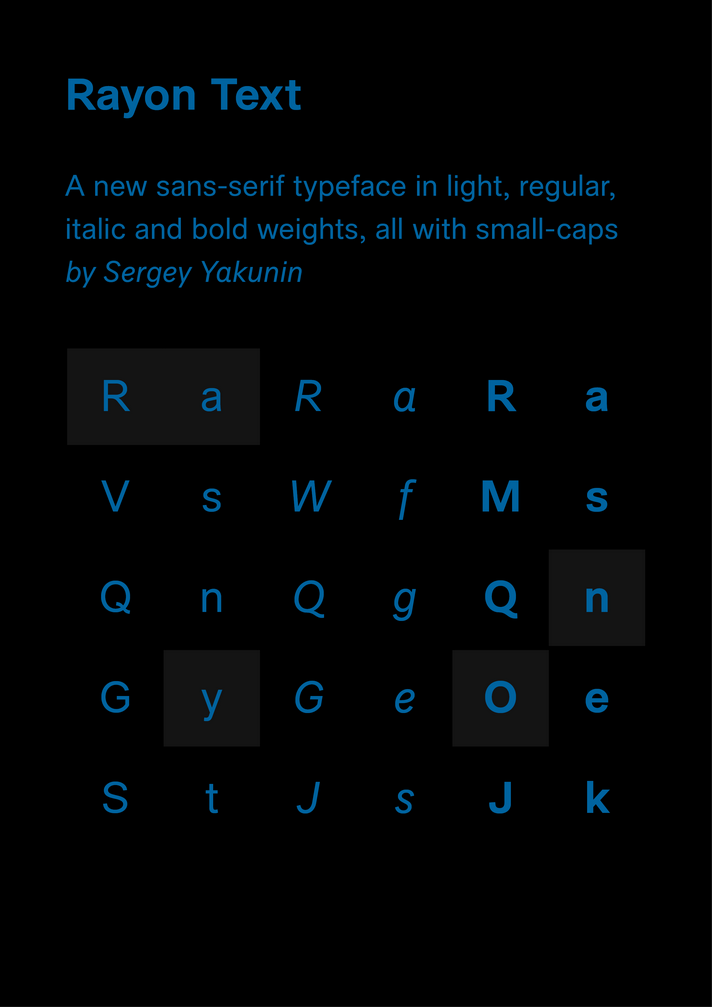 Rayon Text
A new sans-serif typeface in light, regular,
italic and bold weights, all with small-caps
by Sergey Yakunin
R a R a R a
V s W f M s
Q n Q g Q n
G y G e O e
S t J s J k